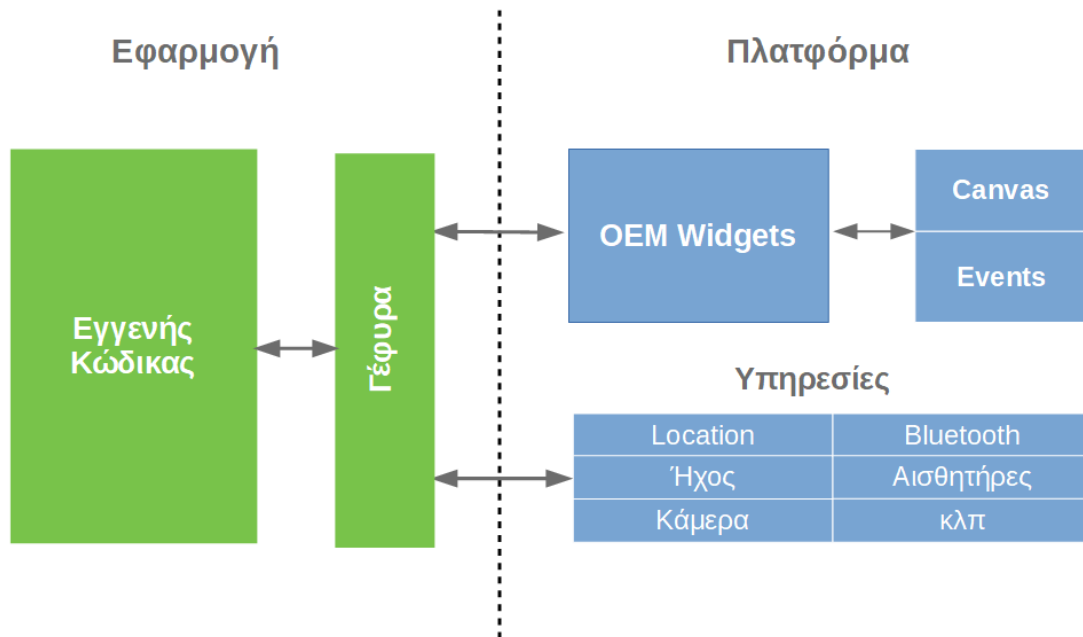 Εφαρμογή
Πλατφόρμα
Εγγενής
Κώδικας
Γέφυρα
OEM Widgets
Canvas
Events
Υπηρεσίες
Location
Bluetooth
Ήχος
Αισθητήρες
Κάμερα
κλπ